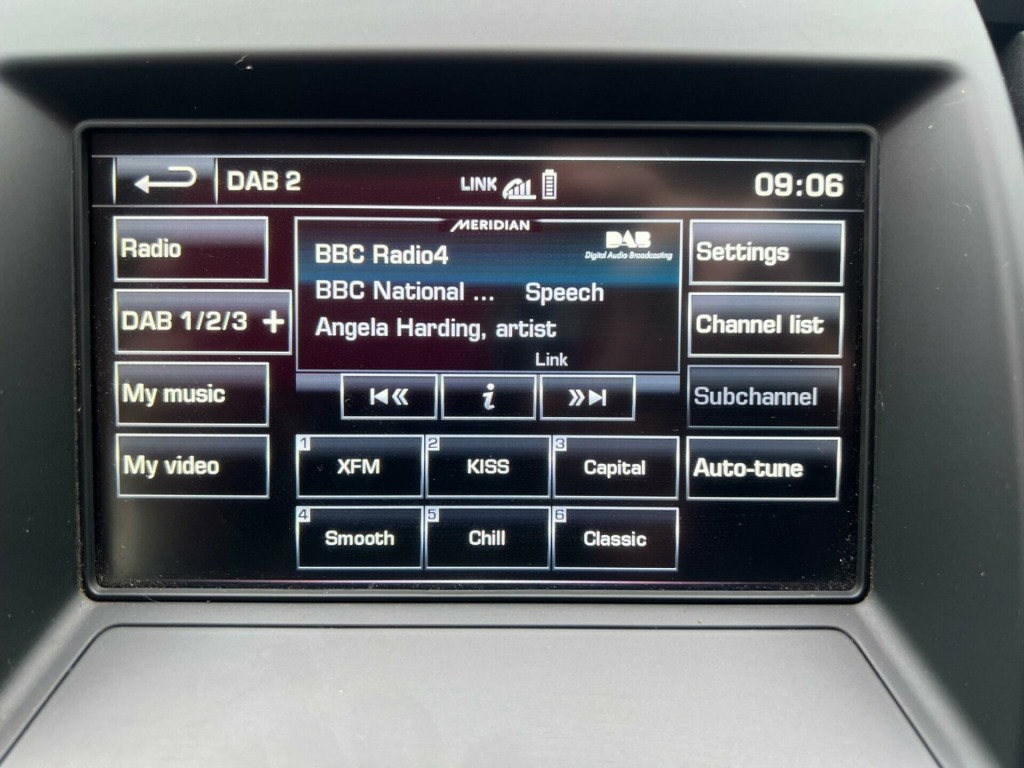 DAB 2
LINK
09:06
Radio
DAB 1/2/3 +
My music
My video
MERIDIAN
DAB
Digital Audio Broadcasting
BBC Radio4
BBC National ... Speech
Angela Harding, artist
Link
i
1 XFM
2 KISS
3 Capital
4 Smooth
5 Chill
6 Classic
Settings
Channel list
Subchannel
Auto-tune